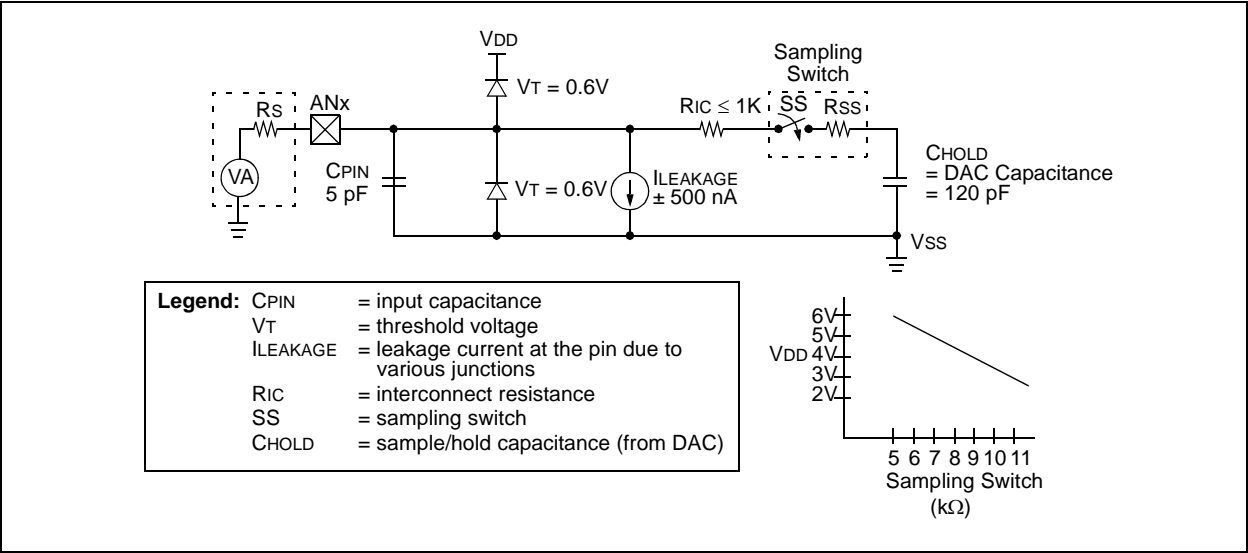 VDD
Sampling
Switch
VT = 0.6V
RS
ANx
RIC ≤ 1K
SS
RSS
VA
CPIN
5 pF
VT = 0.6V
ILEAKAGE
± 500 nA
CHOLD
= DAC Capacitance
= 120 pF
VSS
Legend: CPIN = input capacitance
VT = threshold voltage
ILEAKAGE = leakage current at the pin due to
various junctions
RIC = interconnect resistance
SS = sampling switch
CHOLD = sample/hold capacitance (from DAC)
6V
5V
VDD 4V
3V
2V
5 6 7 8 9 10 11
Sampling Switch
(kΩ)